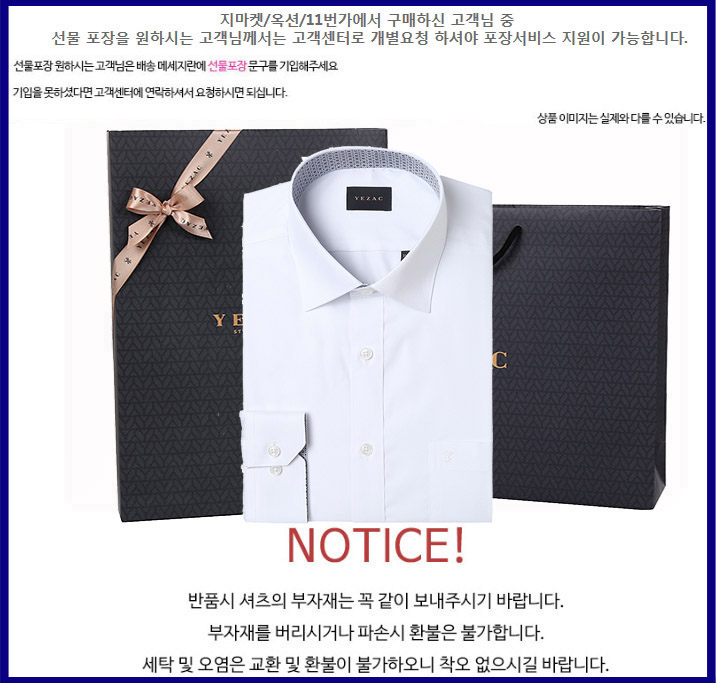 지마켓/옥션/11번가에서 구매하신 고객님 중
선물 포장을 원하시는 고객님께서는 고객센터로 개별요청 하셔야 포장서비스 지원이 가능합니다.
선물포장 원하시는 고객님은 배송 메세지란에 선물포장 문구를 기입해주세요
기입을 못하셨다면 고객센터에 연락하셔서 요청하시면 되십니다.
상품 이미지는 실제와 다를 수 있습니다.
YEZAC
YE
ST
C
NOTICE!
반품시 셔츠의 부자재는 꼭 같이 보내주시기 바랍니다.
부자재를 버리시거나 파손시 환불은 불가합니다.
세탁 및 오염은 교환 및 환불이 불가하오니 착오 없으시길 바랍니다.